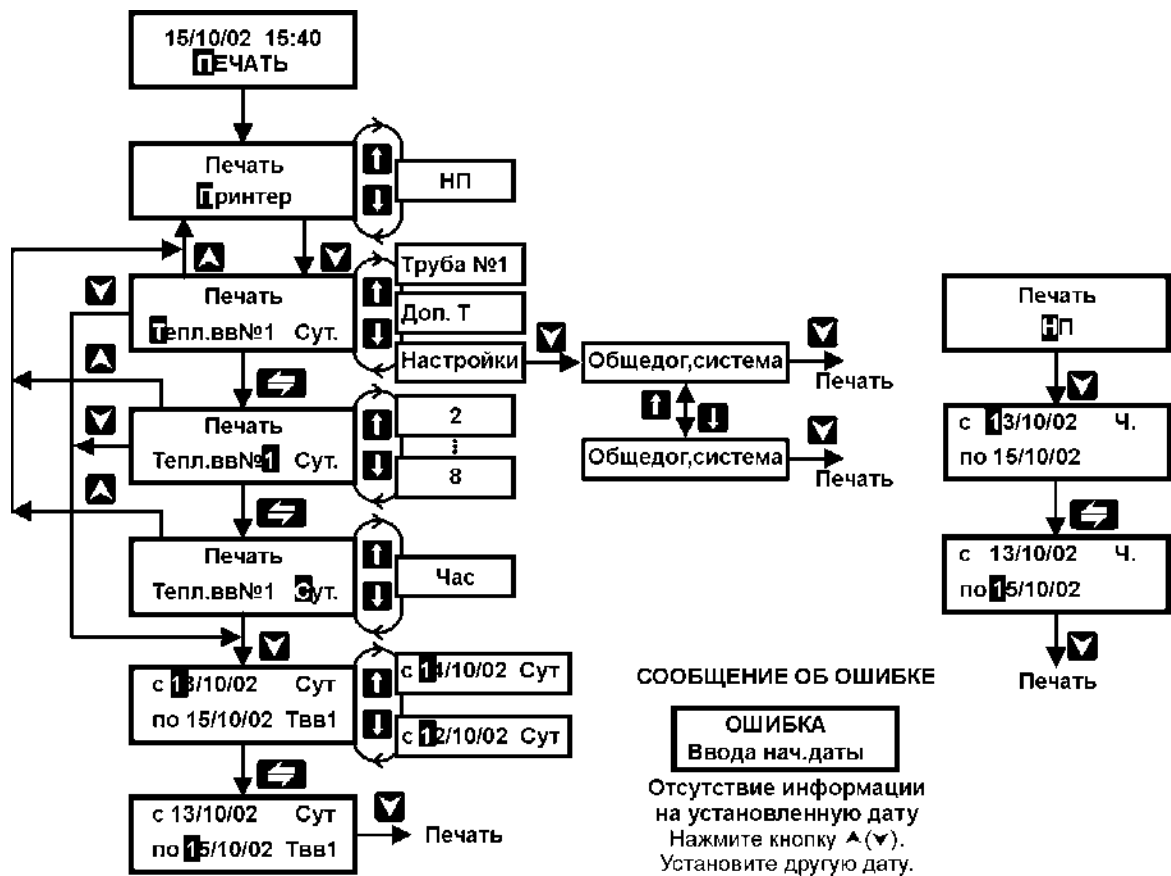 15/10/02 15:40
ПЕЧАТЬ
Печать
Принтер
НП
Печать
Тепл.вв№1 Сут.
Труба №1
Доп. Т
Настройки
Общедог,система
Печать
Общедог,система
Печать
Печать
Тепл.вв№1 Сут.
2
8
Печать
Тепл.вв№1 Сут.
Час
с 13/10/02 Сут
по 15/10/02 Твв1
с 14/10/02 Сут
с 12/10/02 Сут
с 13/10/02 Сут
по 15/10/02 Твв1
Печать
Печать
НП
с 13/10/02 Ч.
по 15/10/02
с 13/10/02 Ч.
по 15/10/02
Печать
СООБЩЕНИЕ ОБ ОШИБКЕ
ОШИБКА
Ввода нач.даты
Отсутствие информации
на установленную дату
Нажмите кнопку ⮝(⮟).
Установите другую дату.